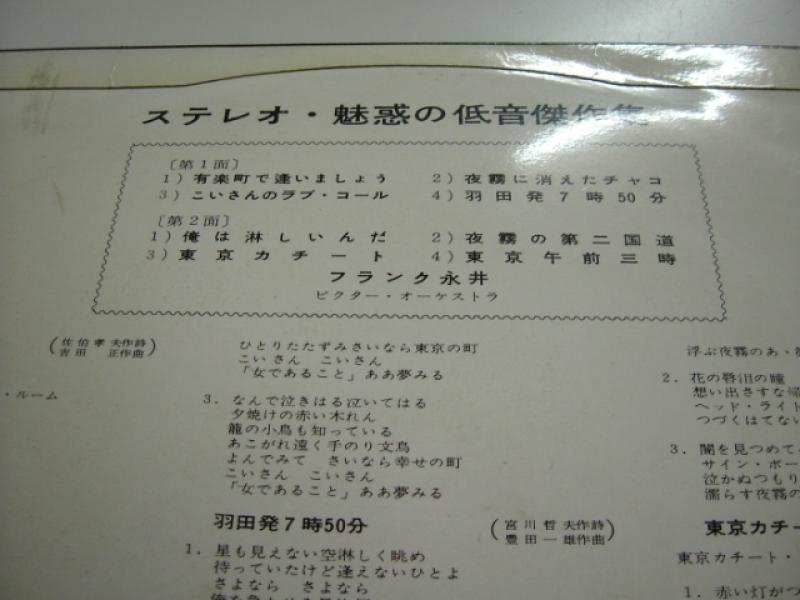 ステレオ・魅惑の低音傑作集
〔第1面〕
1) 有楽町で逢いましょう 2) 夜霧に消えたチャコ
3) こいさんのラブ・コール 4) 羽田発7時50分
〔第2面〕
1) 俺は淋しいんだ 2) 夜霧の第二国道
3) 東京カチート 4) 東京午前三時
フランク永井
ビクター・オーケストラ
(佐伯孝夫作詩
吉田正作曲)
・ルーム
ひとりたたずみさいなら東京の町
こいさん こいさん
「女であること」ああ夢みる
3. なんで泣きはる泣いてはる
夕焼けの赤い木れん
籠の小鳥も知っている
あこがれ遠く手のり文鳥
よんでみて さいなら幸せの町
こいさん こいさん
「女であること」ああ夢みる
羽田発7時50分
(宮川哲夫作詩
豊田一雄作曲)
1. 星も見えない空淋しく眺め
待っていたけど逢えないひとよ
さよなら さよなら
浮ぶ夜霧のあゝ
2. 花の唇泪の瞳
想い出さすな
ヘッド・ライト
つづくはてない
3. 闇を見つめて
サイン・ボー
泣かぬつもり
濡らす夜霧の
東京カチー
東京カチート・
1. 赤い灯がつ